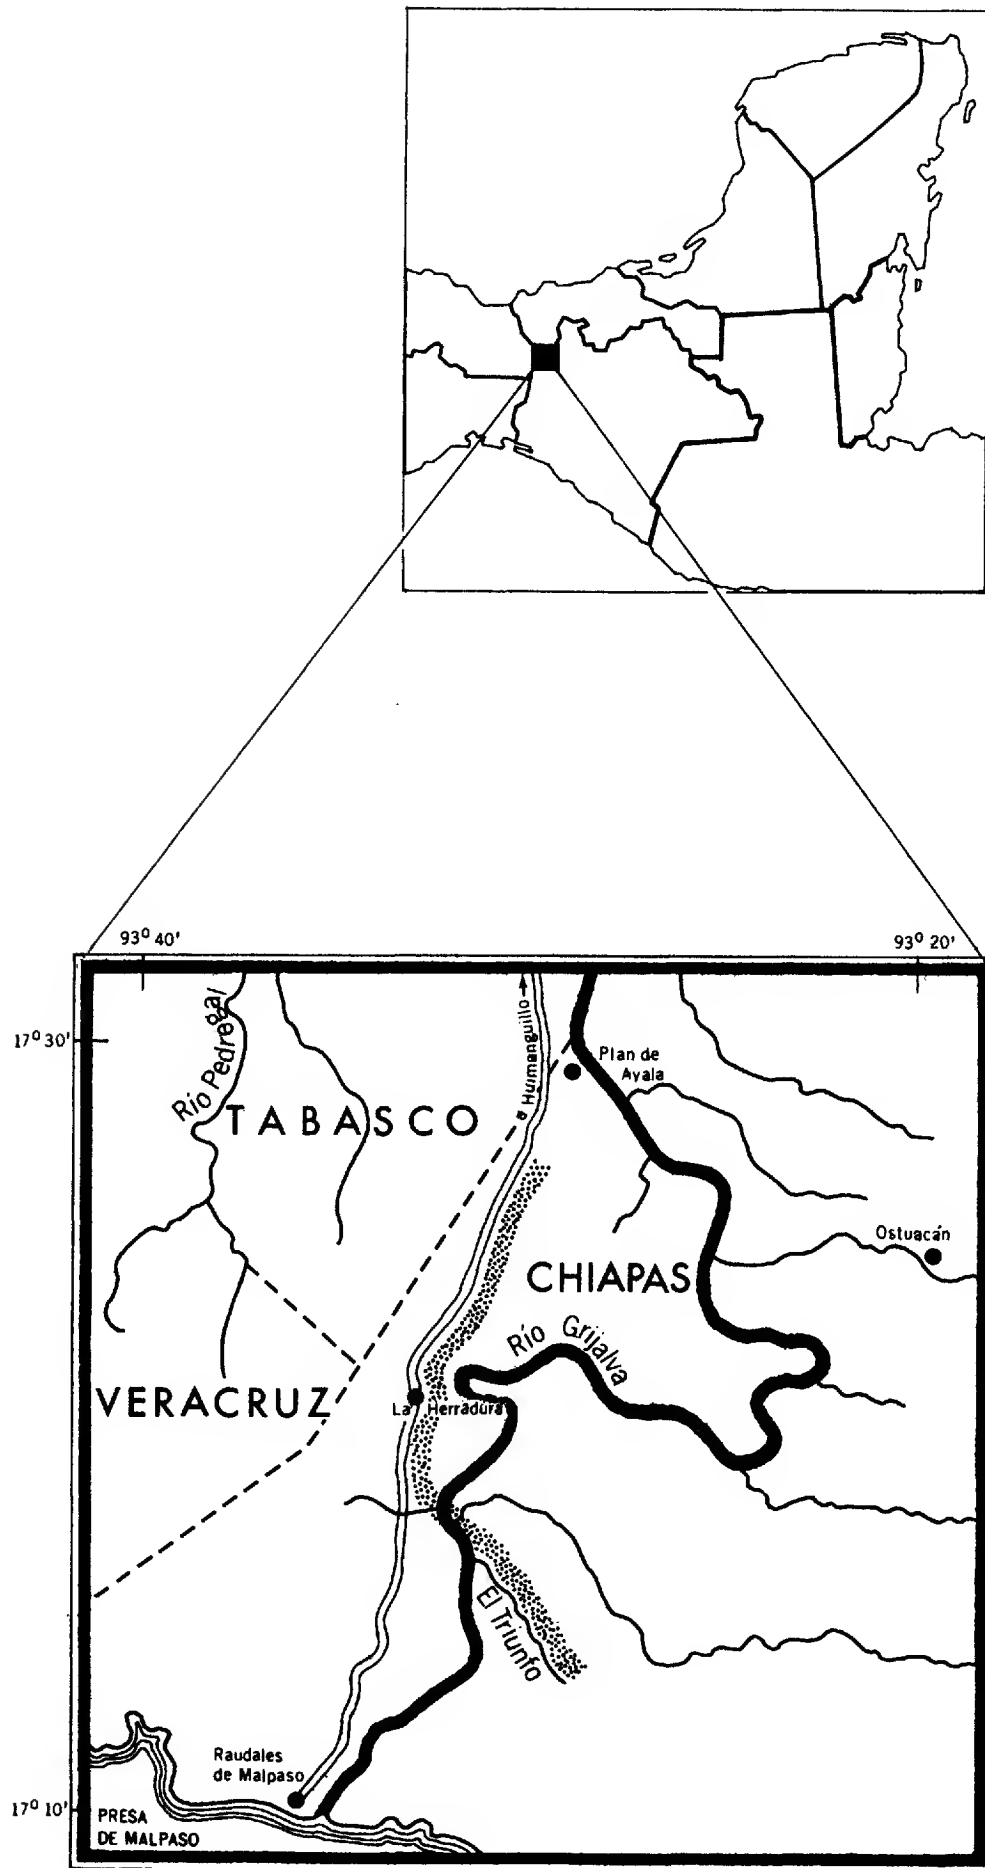 93° 40'
93° 20'
17° 30'
Río Pedregal
a Huimanguillo
Plan de
Ayala
TABASCO
Ostuacán
CHIAPAS
Río Grijalva
VERACRUZ
La Herradura
El Triunfo
Raudales
de Malpaso
17° 10'
PRESA
DE MALPASO